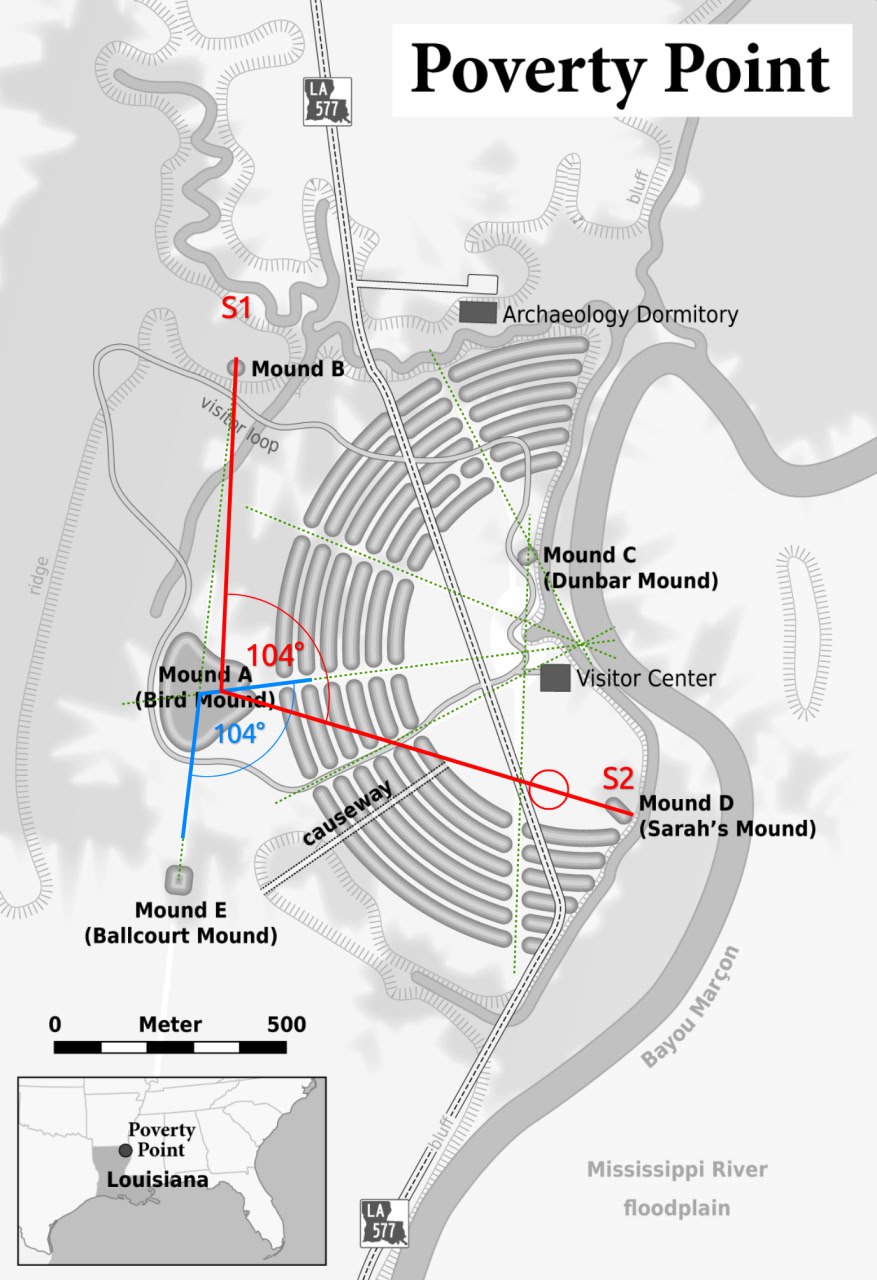 Poverty Point
LA
577
bluff
S1
Archaeology Dormitory
Mound B
visitor loop
ridge
Mound C
(Dunbar Mound)
104°
Mound A
(Bird Mound)
Visitor Center
104°
S2
Mound D
(Sarah's Mound)
causeway
Mound E
(Ballcourt Mound)
Bayou Marçon
0 Meter 500
Poverty
Point
Louisiana
bluff
Mississippi River
floodplain
LA
577